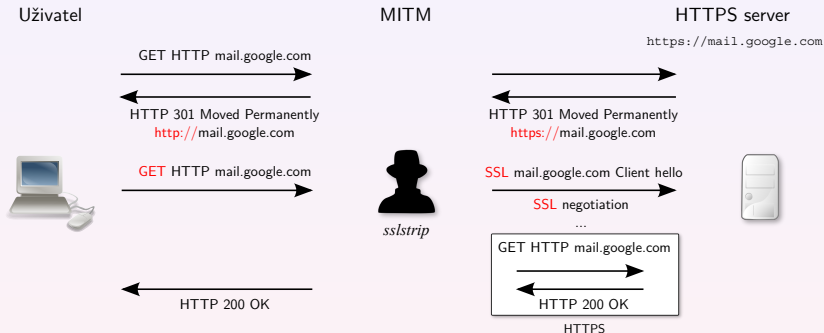 Uživatel
MITM
HTTPS server
https://mail.google.com
GET HTTP mail.google.com
HTTP 301 Moved Permanently
http://mail.google.com
HTTP 301 Moved Permanently
https://mail.google.com
GET HTTP mail.google.com
SSL mail.google.com Client hello
SSL negotiation
...
sslstrip
GET HTTP mail.google.com
HTTP 200 OK
HTTP 200 OK
HTTPS